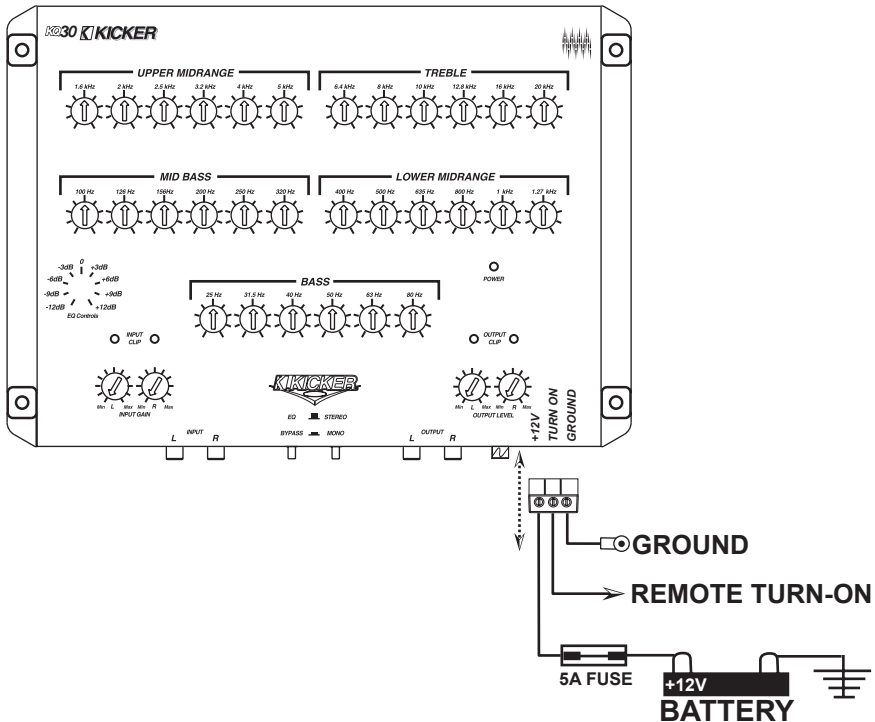 KQ30 KICKER
UPPER MIDRANGE TREBLE
1.6 kHz 2 kHz 2.5 kHz 3.2 kHz 4 kHz 5 kHz 6.4 kHz 8 kHz 10 kHz 12.8 kHz 16 kHz 20 kHz
MID BASS LOWER MIDRANGE
100 Hz 126 Hz 156Hz 200 Hz 250 Hz 320 Hz 400 Hz 500 Hz 635 Hz 800 Hz 1 kHz 1.27 kHz
0
-3dB +3dB
-6dB +6dB
-9dB +9dB
-12dB +12dB
EQ Controls
BASS
25 Hz 31.5 Hz 40 Hz 50 Hz 63 Hz 80 Hz
POWER
INPUT
CLIP
OUTPUT
CLIP
Min L Max Min R Max
INPUT GAIN
KICKER
Min L Max Min R Max
OUTPUT LEVEL
+12V
TURN ON
GROUND
EQ STEREO
BYPASS MONO
INPUT
L R
OUTPUT
L R
GROUND
REMOTE TURN-ON
5A FUSE
+12V
BATTERY